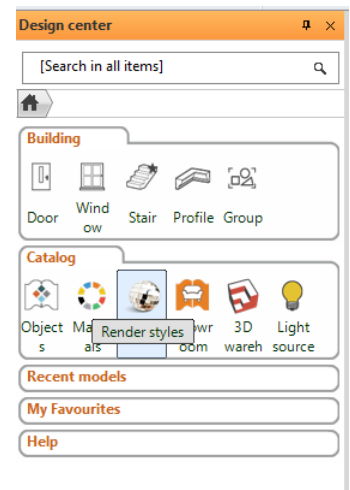 Design center
[Search in all items]
Building
Door
Wind
ow
Stair
Profile
Group
Catalog
Object
s
Ma
als
Render styles
owr
oom
3D
wareh
Light
source
Recent models
My Favourites
Help